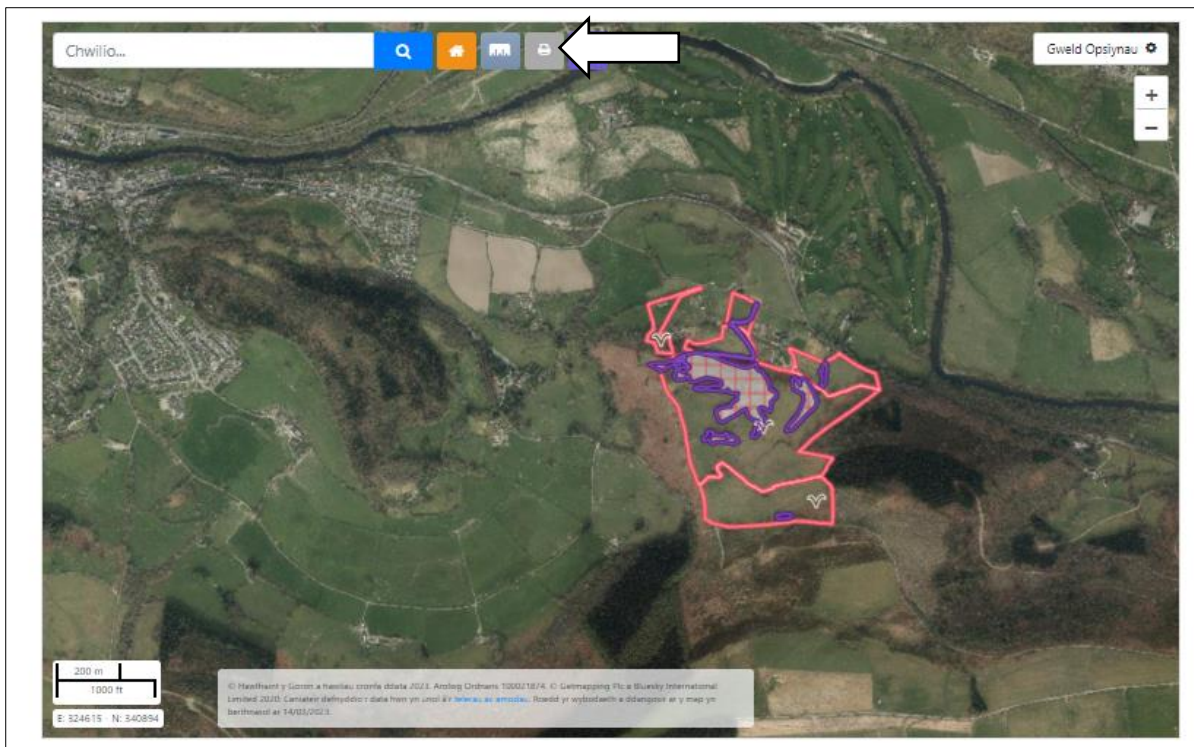 Chwilio...
Gweld Opsiynau
+
−
200 m
1000 ft
E: 324615 N: 340894
© Hawlfraint y Goron a hawliau cronfa ddata 2023. Arolwg Ordnans 100021874. © Getmapping Plc a Bluesky International
Limited 2020. Caniateir defnyddio'r data hwn yn unol â'r telerau ac amodau. Roedd yr wybodaeth a ddangosir ar y map yn
berthnasol ar 14/03/2023.